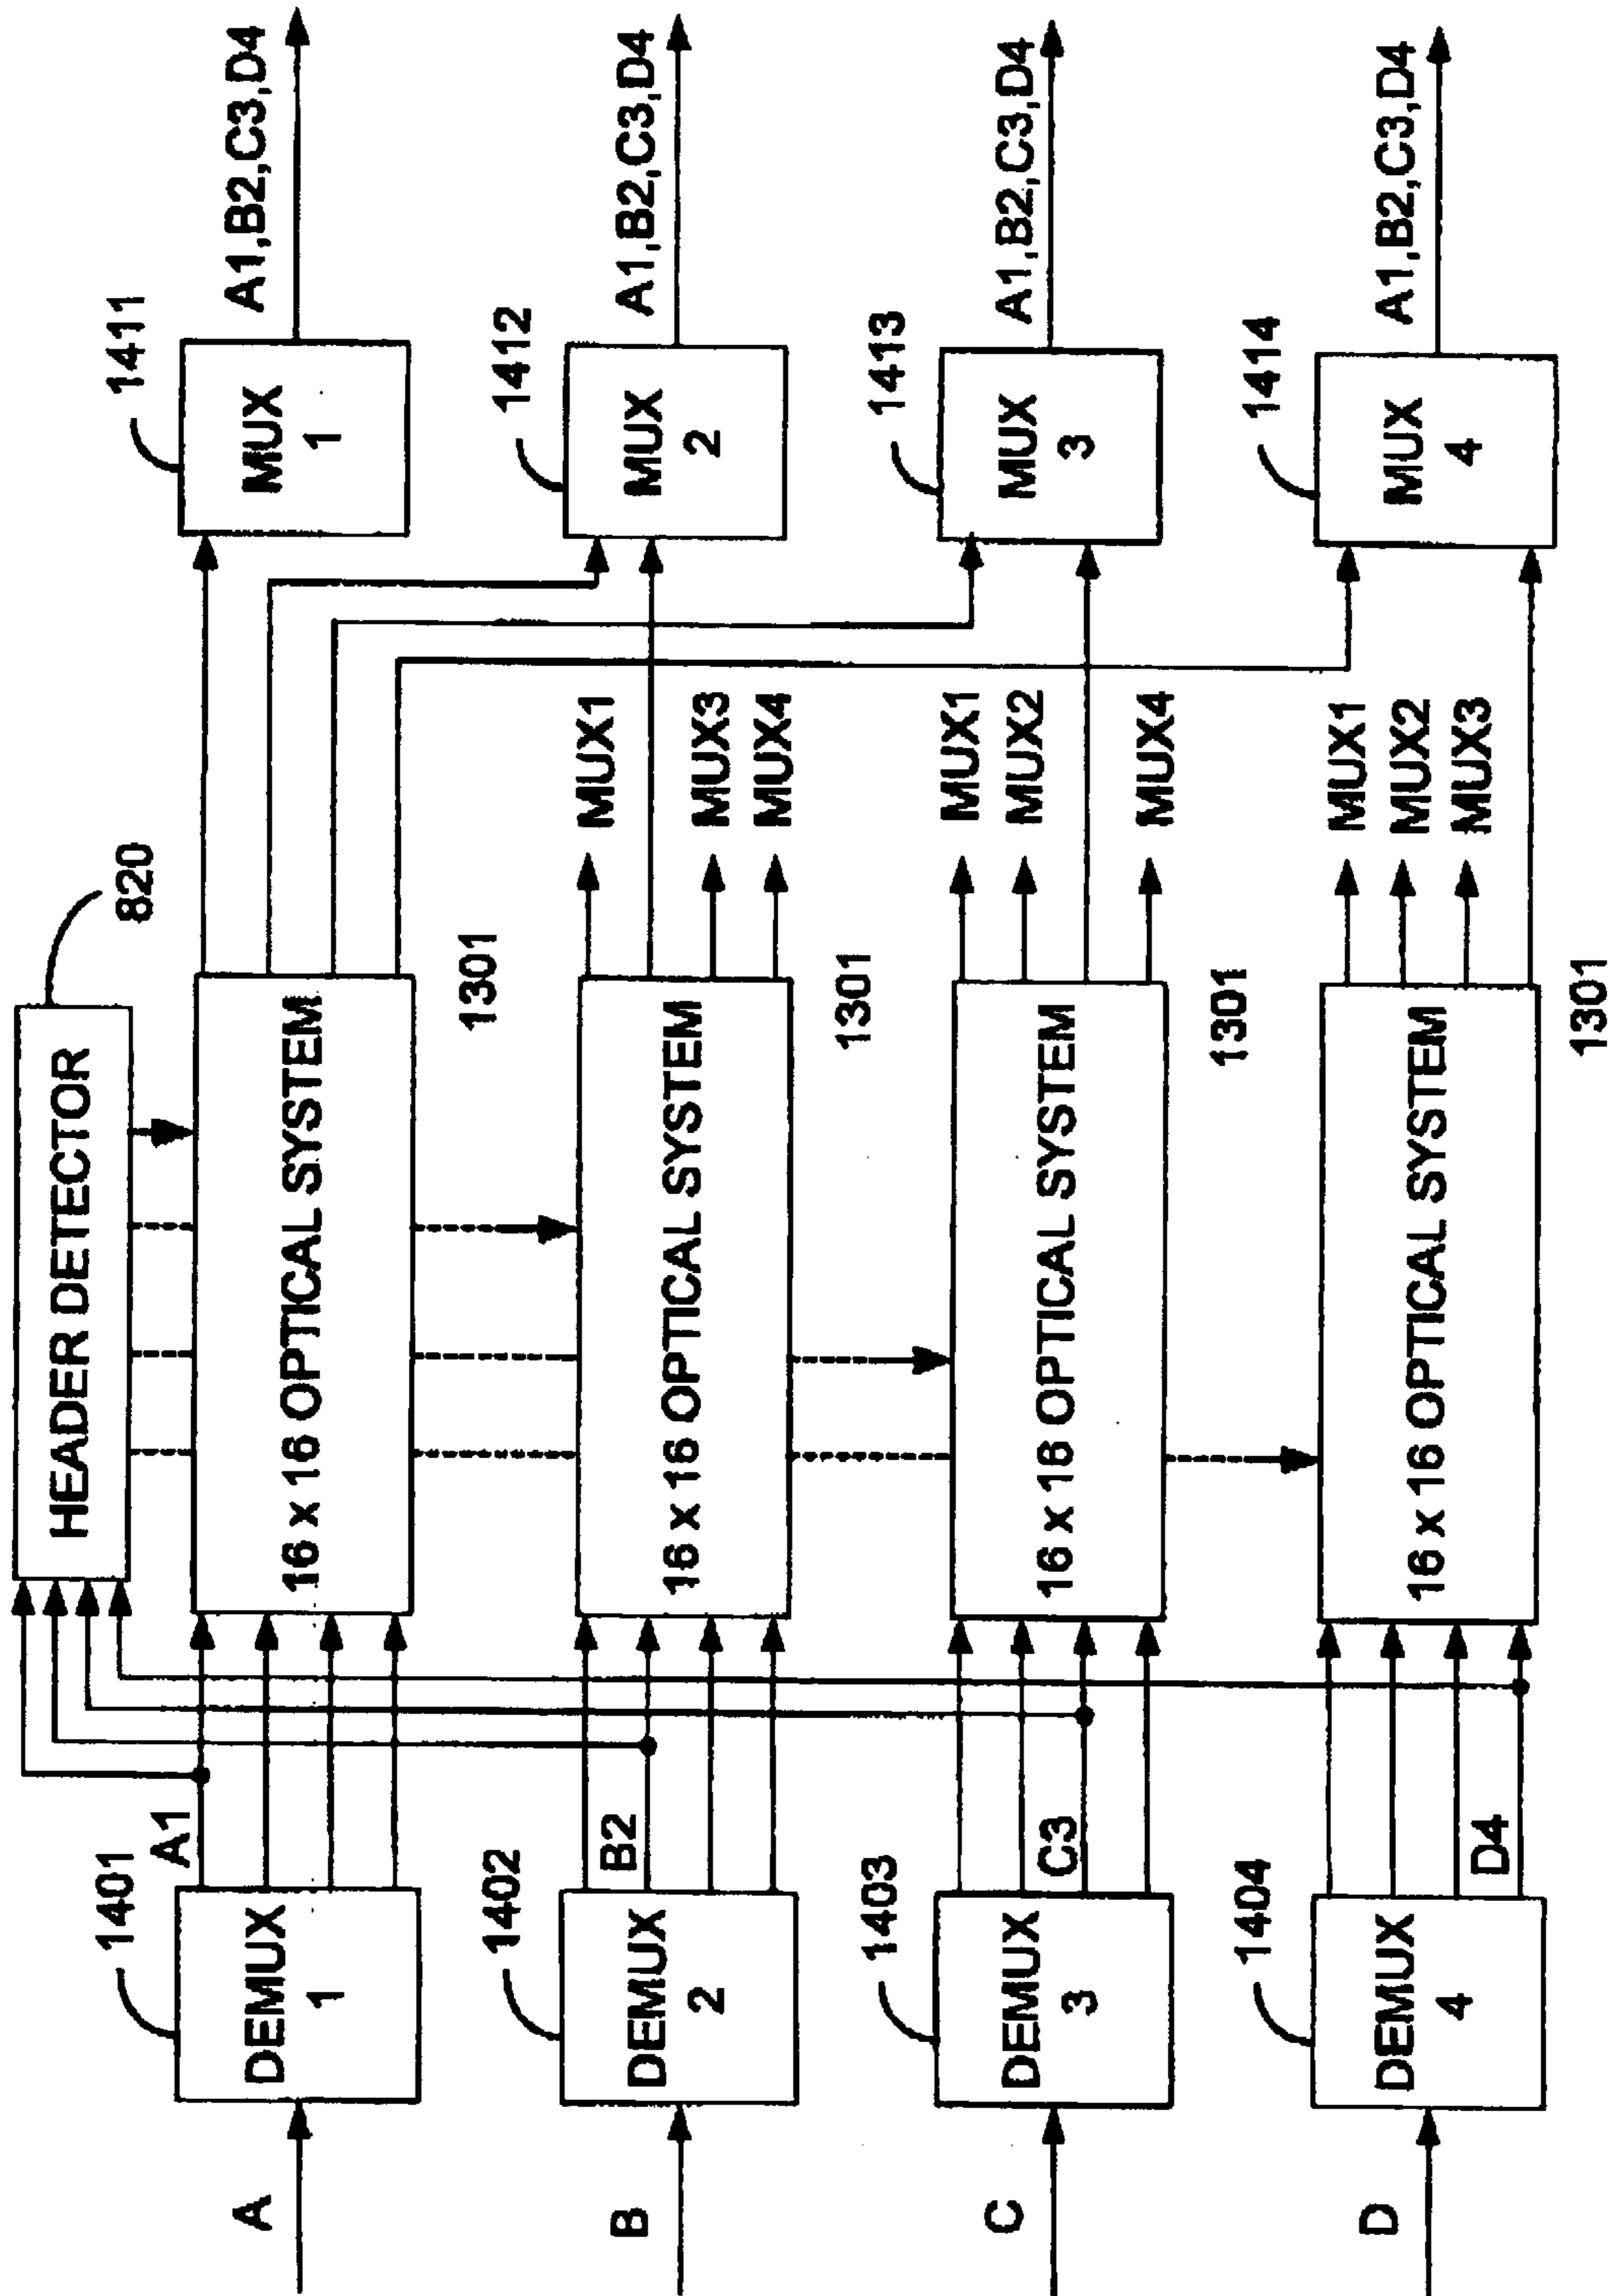 HEADER DETECTOR
820
A
1401
DEMUX
1
A1
16 x 16 OPTICAL SYSTEM
1301
1411
MUX
1
A1,B2,C3,D4
B
1402
DEMUX
2
B2
16 x 16 OPTICAL SYSTEM
1301
MUX1
MUX3
MUX4
1412
MUX
2
A1,B2,C3,D4
C
1403
DEMUX
3
C3
16 x 16 OPTICAL SYSTEM
1301
MUX1
MUX2
MUX4
1413
MUX
3
A1,B2,C3,D4
D
1404
DEMUX
4
D4
16 x 16 OPTICAL SYSTEM
1301
MUX1
MUX2
MUX3
1414
MUX
4
A1,B2,C3,D4